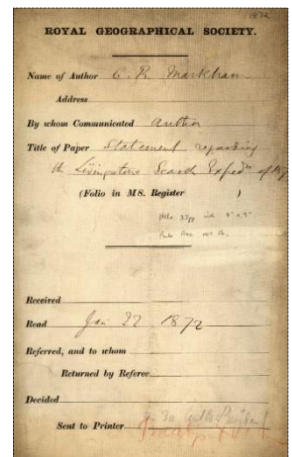 1872
ROYAL GEOGRAPHICAL SOCIETY.
Name of Author C. R. Markham
Address
By whom Communicated Author
Title of Paper Statement regarding
the Livingstone Search Exped
(Folio in MS. Register )
Received
Read Jan 22 1872
Referred, and to whom
Returned by Referee
Decided
Sent to Printer